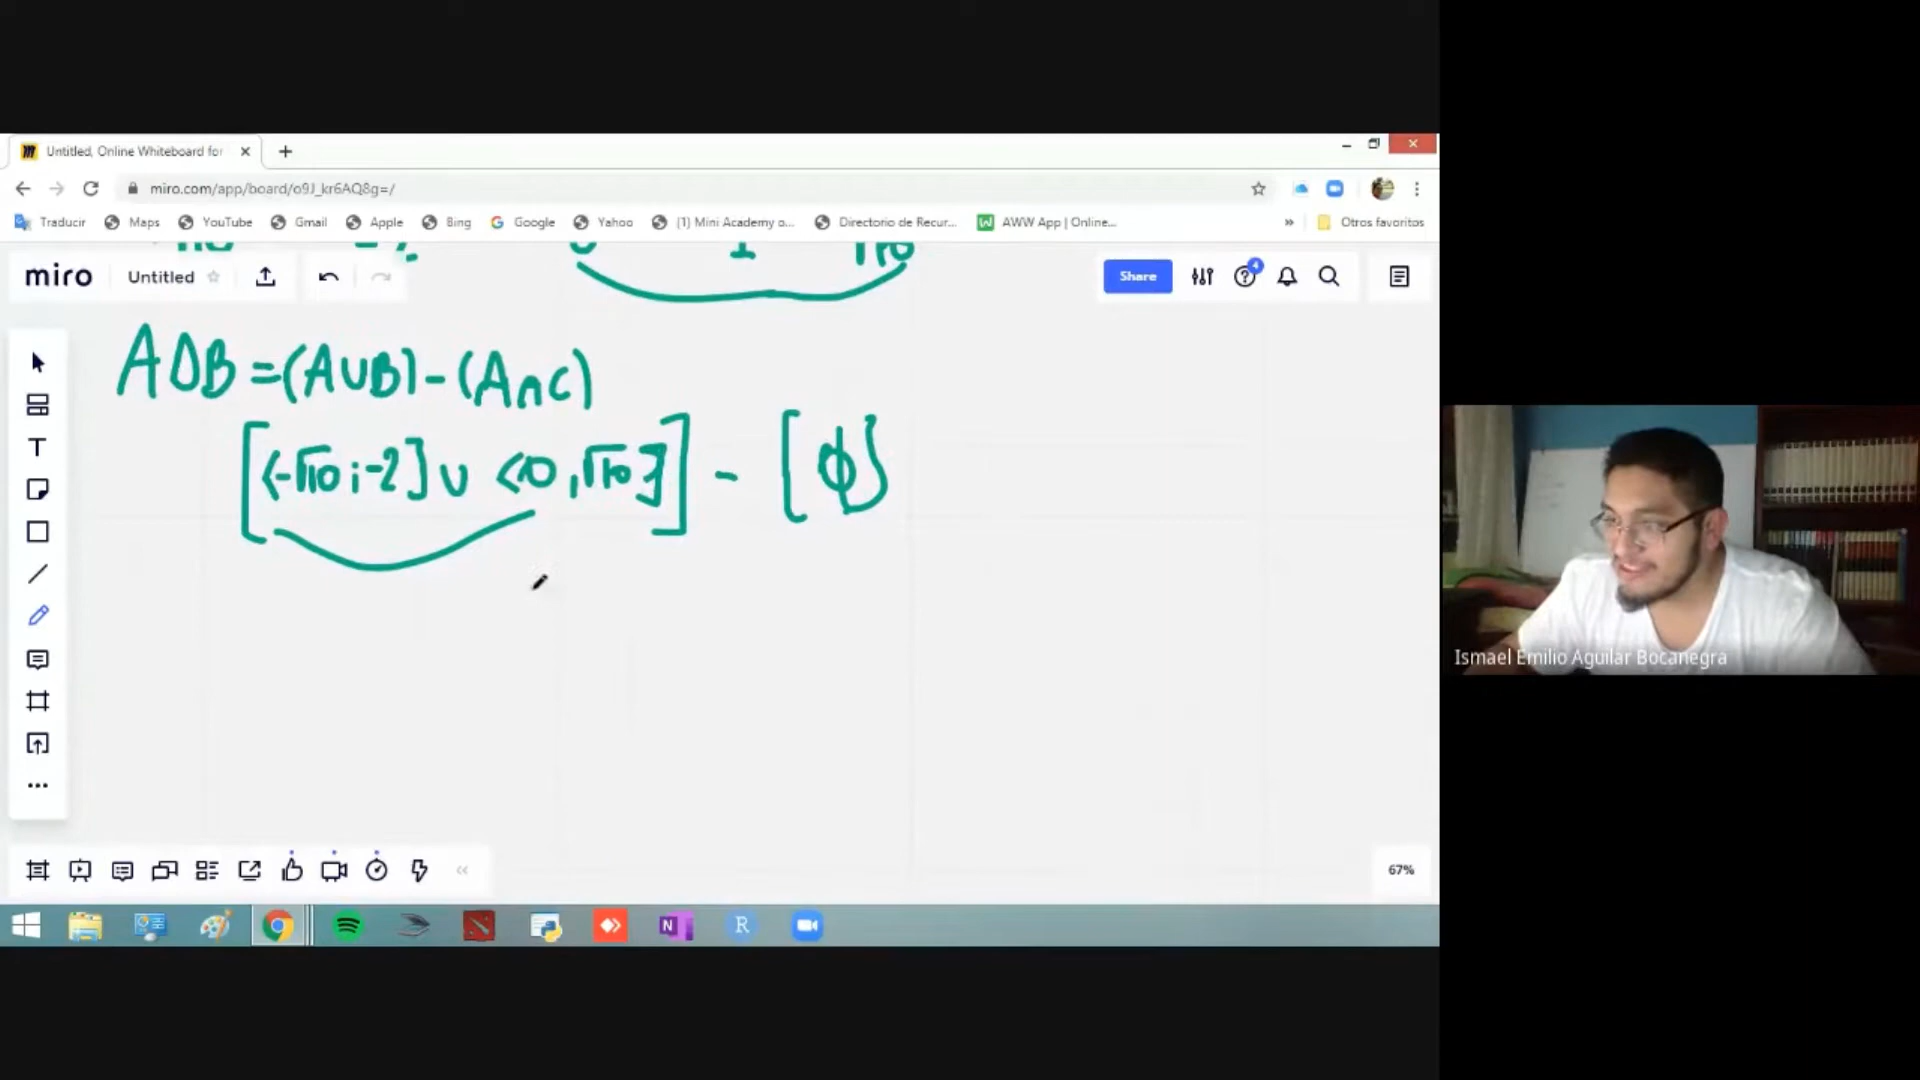 Untitled, Online Whiteboard for
miro.com/app/board/o9J_kr6AQ8g=/
Traducir Maps YouTube Gmail Apple Bing Google Yahoo (1) Mini Academy o... Directorio de Recur... AWW App | Online... » Otros favoritos
miro Untitled Share 4
AΔB = (A∪B) - (A∩C)
[<-√10 ; -2] ∪ <0 , √10]] - [ϕ]
Ismael Emilio Aguilar Bocanegra
67%